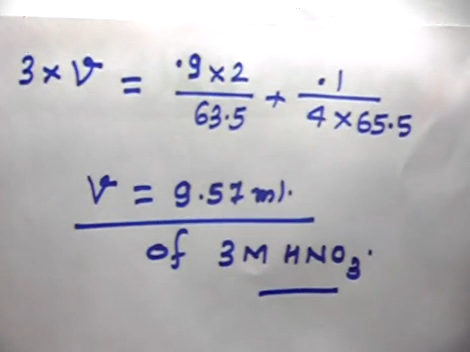 3 × V = .9 × 2 / 63.5 + .1 / 4 × 65.5
V = 9.57 ml.
of 3M HNO₃.